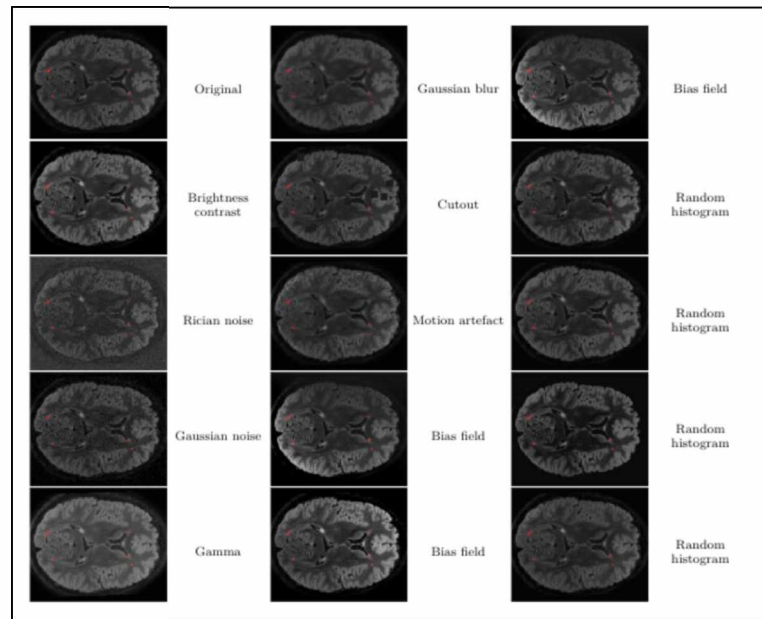 Original
Gaussian blur
Bias field
Brightness
contrast
Cutout
Random
histogram
Rician noise
Motion artefact
Random
histogram
Gaussian noise
Bias field
Random
histogram
Gamma
Bias field
Random
histogram